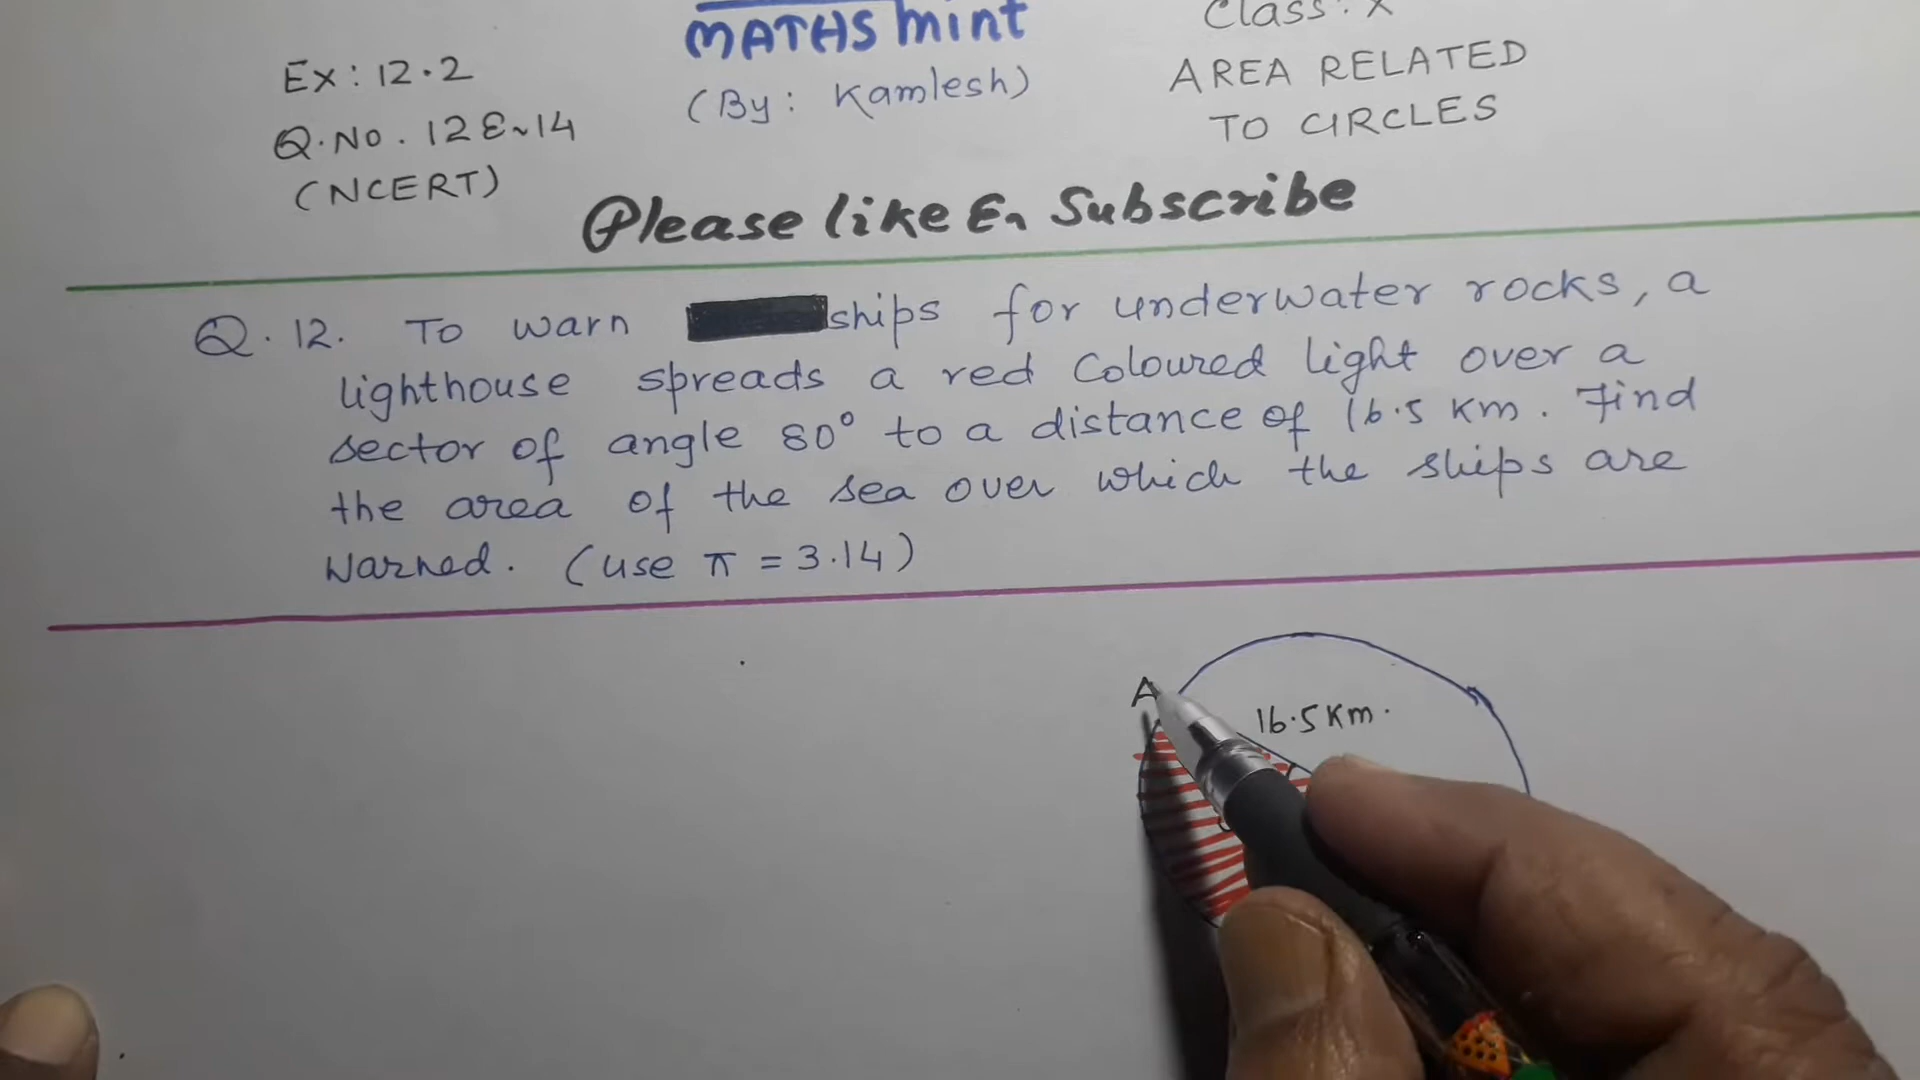 MATHS mint
Class: X
Ex: 12.2
(By: Kamlesh)
AREA RELATED
Q.No. 12 & 14
TO CIRCLES
(NCERT)
Please like & Subscribe
Q.12. To warn ships for underwater rocks, a
lighthouse spreads a red coloured light over a
sector of angle 80° to a distance of 16.5 km. Find
the area of the sea over which the ships are
warned. (use π = 3.14)
A
16.5 km.